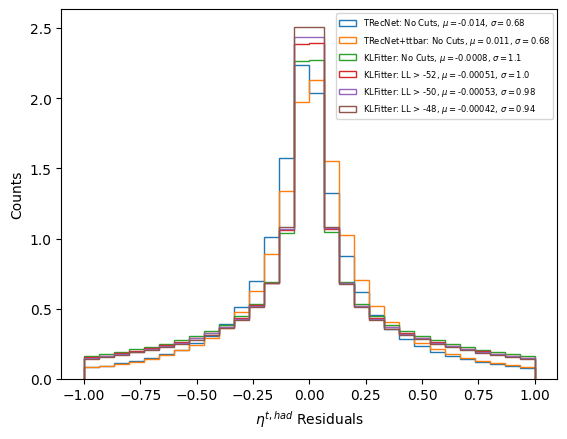 TRecNet: No Cuts, μ = -0.014, σ = 0.68
TRecNet+ttbar: No Cuts, μ = 0.011, σ = 0.68
KLFitter: No Cuts, μ = -0.0008, σ = 1.1
KLFitter: LL > -52, μ = -0.00051, σ = 1.0
KLFitter: LL > -50, μ = -0.00053, σ = 0.98
KLFitter: LL > -48, μ = -0.00042, σ = 0.94
2.5
2.0
1.5
1.0
0.5
0.0
Counts
−1.00 −0.75 −0.50 −0.25 0.00 0.25 0.50 0.75 1.00
η^{t,had} Residuals